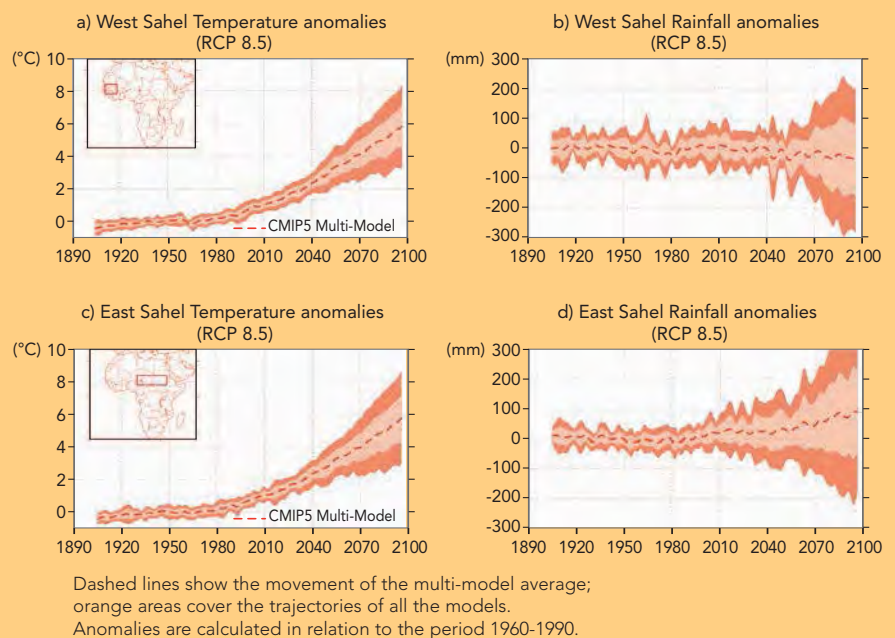 a) West Sahel Temperature anomalies
(RCP 8.5)
(°C)
10
8
6
4
2
0
CMIP5 Multi-Model
1890 1920 1950 1980 2010 2040 2070 2100
b) West Sahel Rainfall anomalies
(RCP 8.5)
(mm)
300
200
100
0
-100
-200
-300
1890 1920 1950 1980 2010 2040 2070 2100
c) East Sahel Temperature anomalies
(RCP 8.5)
(°C)
10
8
6
4
2
0
CMIP5 Multi-Model
1890 1920 1950 1980 2010 2040 2070 2100
d) East Sahel Rainfall anomalies
(RCP 8.5)
(mm)
300
200
100
0
-100
-200
-300
1890 1920 1950 1980 2010 2040 2070 2100
Dashed lines show the movement of the multi-model average;
orange areas cover the trajectories of all the models.
Anomalies are calculated in relation to the period 1960-1990.